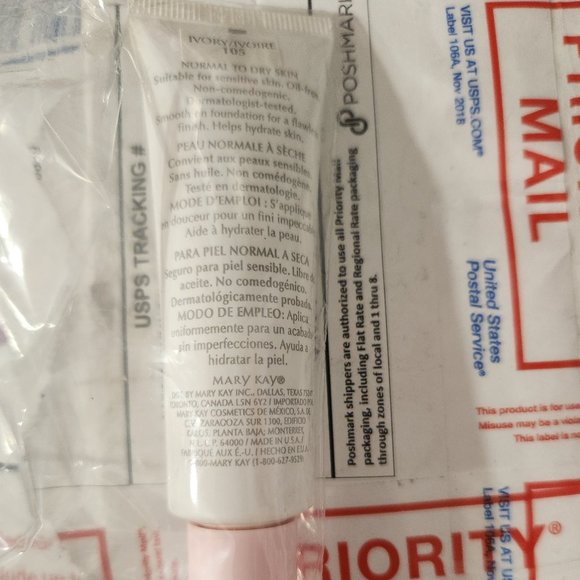 IVORY/IVOIRE
105
NORMAL TO DRY SKIN
Suitable for sensitive skin. Oil-free.
Non-comedogenic.
Dermatologist-tested.
Smooth on foundation for a flawless
finish. Helps hydrate skin.
PEAU NORMALE À SÈCHE
Convient aux peaux sensibles.
Sans huile. Non comédogène.
Testé en dermatologie.
MODE D'EMPLOI : S'applique
en douceur pour un fini impeccable.
Aide à hydrater la peau.
PARA PIEL NORMAL A SECA
Seguro para piel sensible. Libre de
aceite. No comedogénico.
Dermatológicamente probada.
MODO DE EMPLEO: Aplica
uniformemente para un acabado
sin imperfecciones. Ayuda a
hidratar la piel.
MARY KAY®
DIST. BY MARY KAY INC., DALLAS, TEXAS
TORONTO, CANADA L5N 6Y2 / IMPORTADO
MARY KAY COSMETICS DE MÉXICO, S.A. DE
C.V. ZARAGOZA SUR 1300, EDIFICIO
KALOS, PLANTA BAJA, MONTERREY,
N.L. 64000 / MADE IN U.S.A./
FABRIQUÉ AUX É.-U. / HECHO EN E.U.A.
1-800-MARY KAY (1-800-627-9529)
USPS TRACKING #
POSHMARK
Poshmark shippers are authorized to use all Priority Mail
packaging, including Flat Rate and Regional Rate packaging
through zones of local and 1 thru 8.
VISIT US AT USPS.COM®
Label 106A, Nov 2018
MAIL
United States
Postal Service®
This product is for use
Misuse may be a viola
This label is n
VISIT US AT U
Label 106A, No
RIORITY®